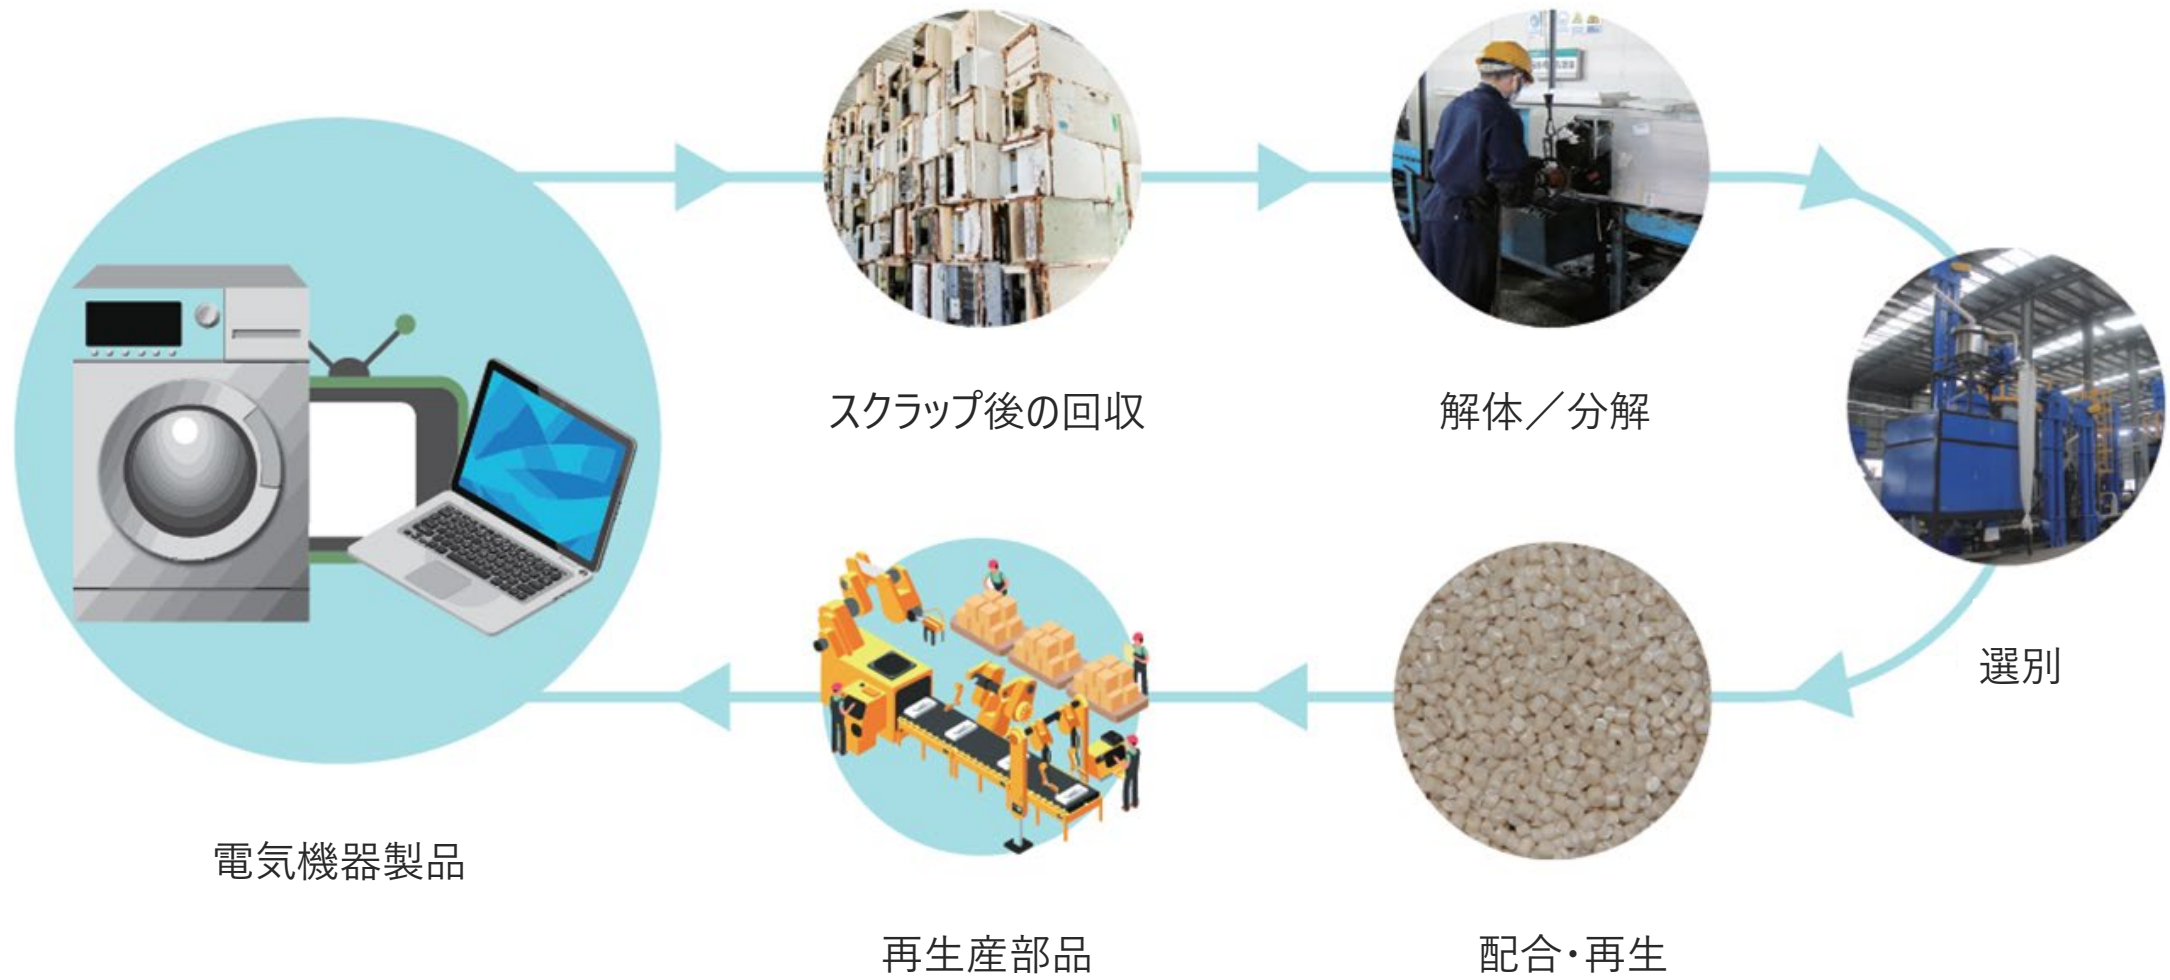 スクラップ後の回収
解体／分解
選別
電気機器製品
再生産部品
配合・再生